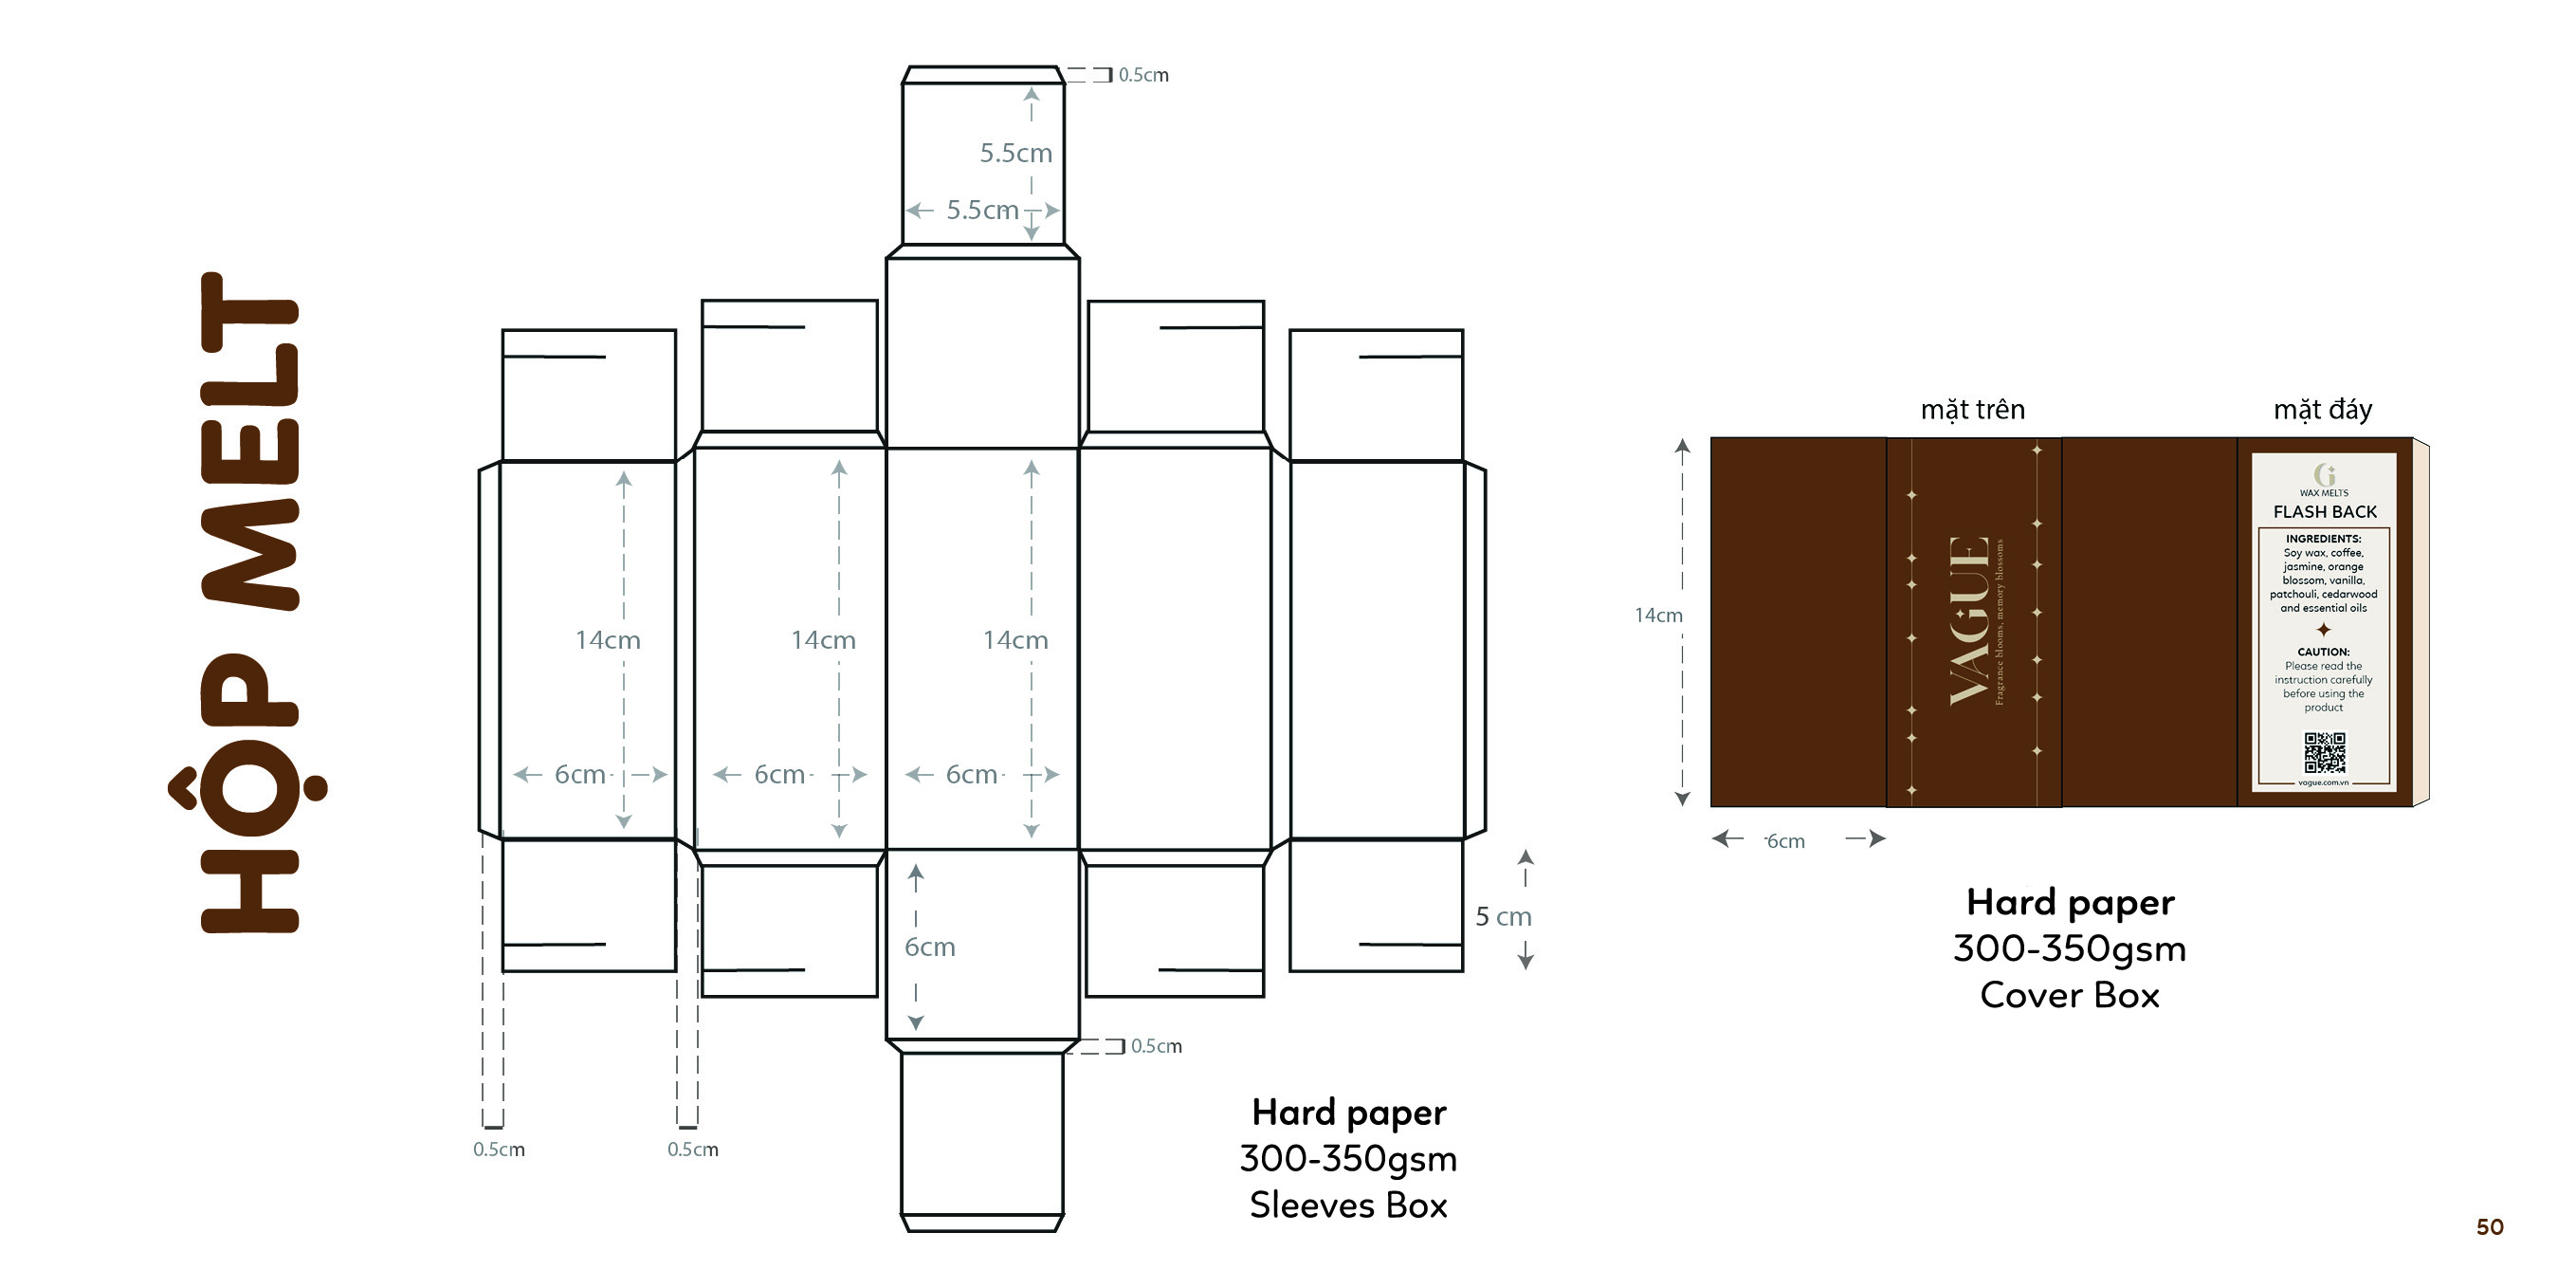 HỘP MELT
0.5cm
5.5cm
5.5cm
14cm
14cm
14cm
6cm
6cm
6cm
6cm
5 cm
0.5cm
0.5cm
0.5cm
Hard paper
300-350gsm
Sleeves Box
mặt trên
mặt đáy
14cm
6cm
VAGUE
Fragrance blooms, memory blossoms
G
WAX MELTS
FLASH BACK
INGREDIENTS:
Soy wax, coffee,
jasmine, orange
blossom, vanilla,
patchouli, cedarwood
and essential oils
CAUTION:
Please read the
instruction carefully
before using the
product
vague.com.vn
Hard paper
300-350gsm
Cover Box
50